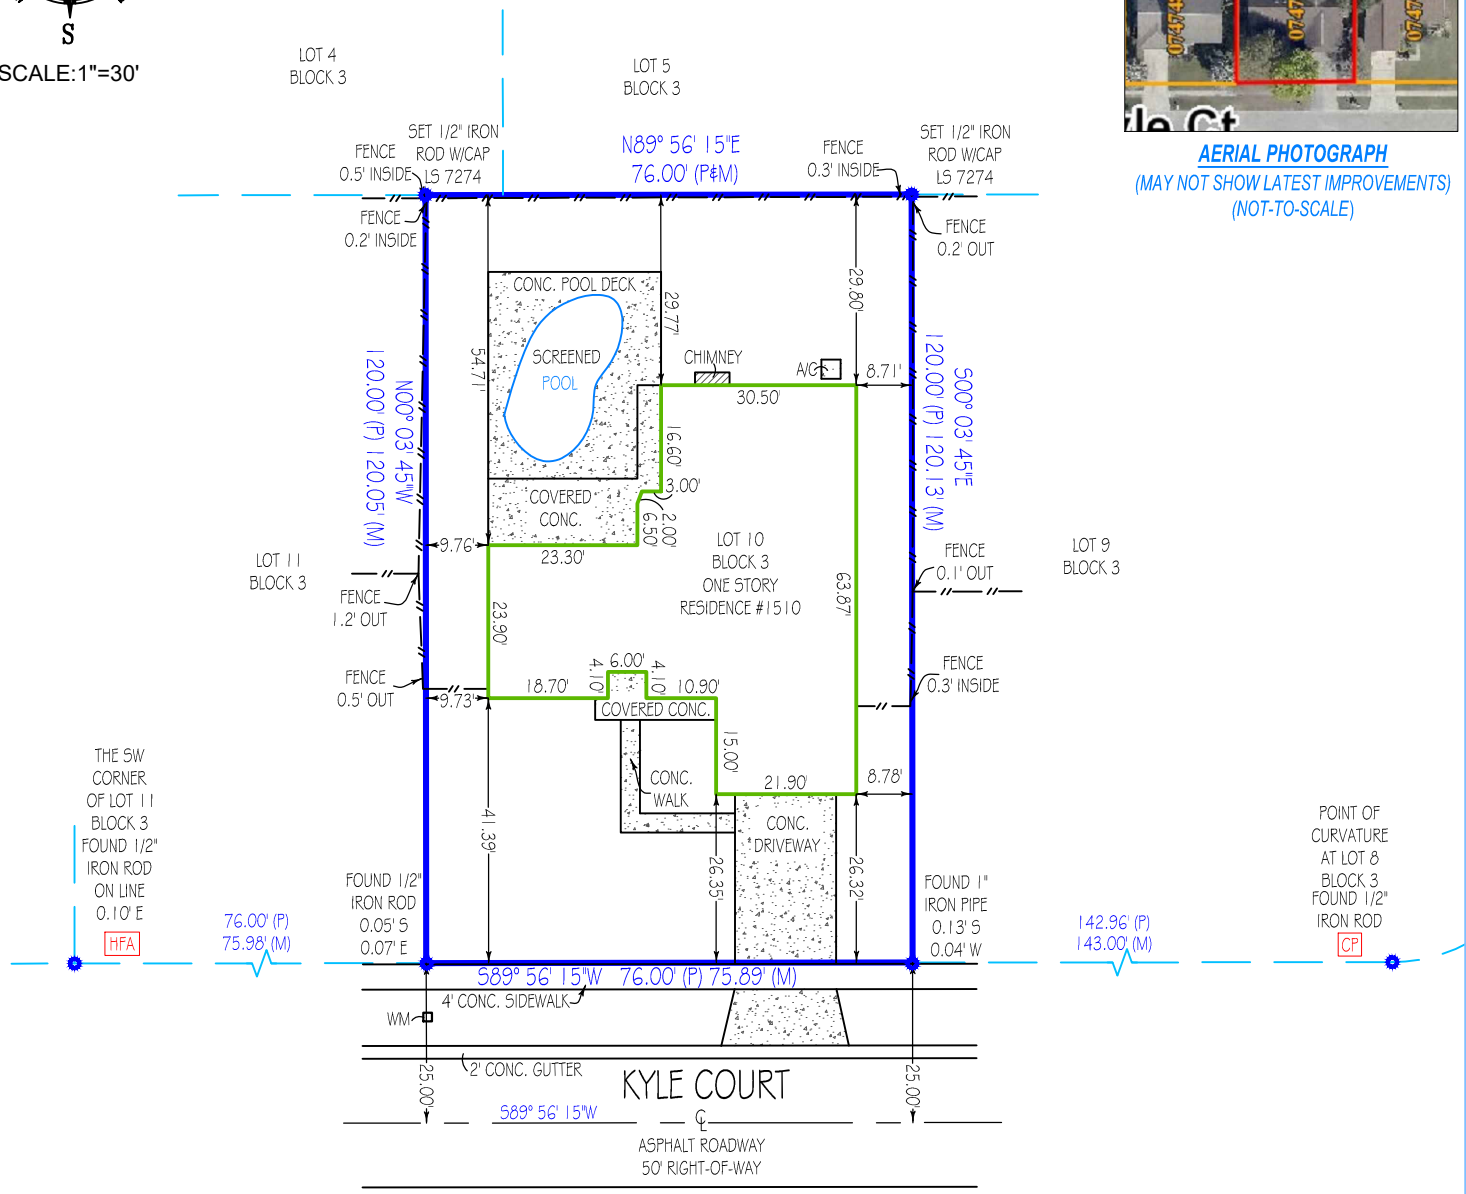 S
SCALE:1"=30'
LOT 4
BLOCK 3
LOT 5
BLOCK 3
0747
0747
yle Ct
AERIAL PHOTOGRAPH
(MAY NOT SHOW LATEST IMPROVEMENTS)
(NOT-TO-SCALE)
FENCE
0.5' INSIDE
SET 1/2" IRON
ROD W/CAP
LS 7274
N89° 56' 15"E
76.00' (P&M)
FENCE
0.3' INSIDE
SET 1/2" IRON
ROD W/CAP
LS 7274
FENCE
0.2' INSIDE
FENCE
0.2' OUT
CONC. POOL DECK
SCREENED
POOL
54.71'
29.77'
29.80'
CHIMNEY
A/C
8.71'
30.50'
N00° 03' 45"W
120.00' (P) 120.05' (M)
S00° 03' 45"E
120.00' (P) 120.13' (M)
16.60'
3.00'
2.00'
6.50'
COVERED
CONC.
9.76'
23.30'
LOT 10
BLOCK 3
ONE STORY
RESIDENCE #1510
63.87'
LOT 11
BLOCK 3
LOT 9
BLOCK 3
FENCE
0.1' OUT
FENCE
1.2' OUT
23.90'
FENCE
0.5' OUT
FENCE
0.3' INSIDE
9.73'
18.70'
4.10'
6.00'
4.10'
10.90'
COVERED CONC.
15.00'
CONC.
WALK
21.90'
8.78'
CONC.
DRIVEWAY
41.39'
26.35'
26.32'
THE SW
CORNER
OF LOT 11
BLOCK 3
FOUND 1/2"
IRON ROD
ON LINE
0.10' E
HFA
76.00' (P)
75.98' (M)
FOUND 1/2"
IRON ROD
0.05' S
0.07' E
FOUND 1"
IRON PIPE
0.13' S
0.04' W
142.96' (P)
143.00' (M)
POINT OF
CURVATURE
AT LOT 8
BLOCK 3
FOUND 1/2"
IRON ROD
CP
S89° 56' 15"W 76.00' (P) 75.89' (M)
4' CONC. SIDEWALK
WM
2' CONC. GUTTER
25.00'
25.00'
KYLE COURT
S89° 56' 15"W
CL
ASPHALT ROADWAY
50' RIGHT-OF-WAY